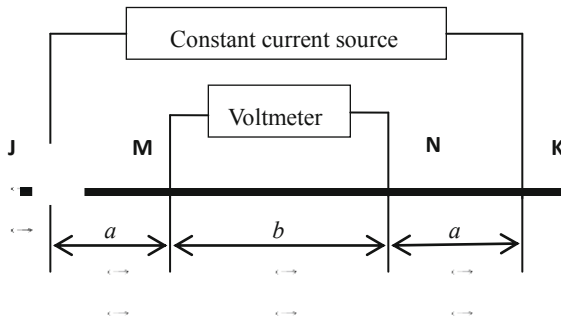 Constant current source
Voltmeter
J M N K
a b a